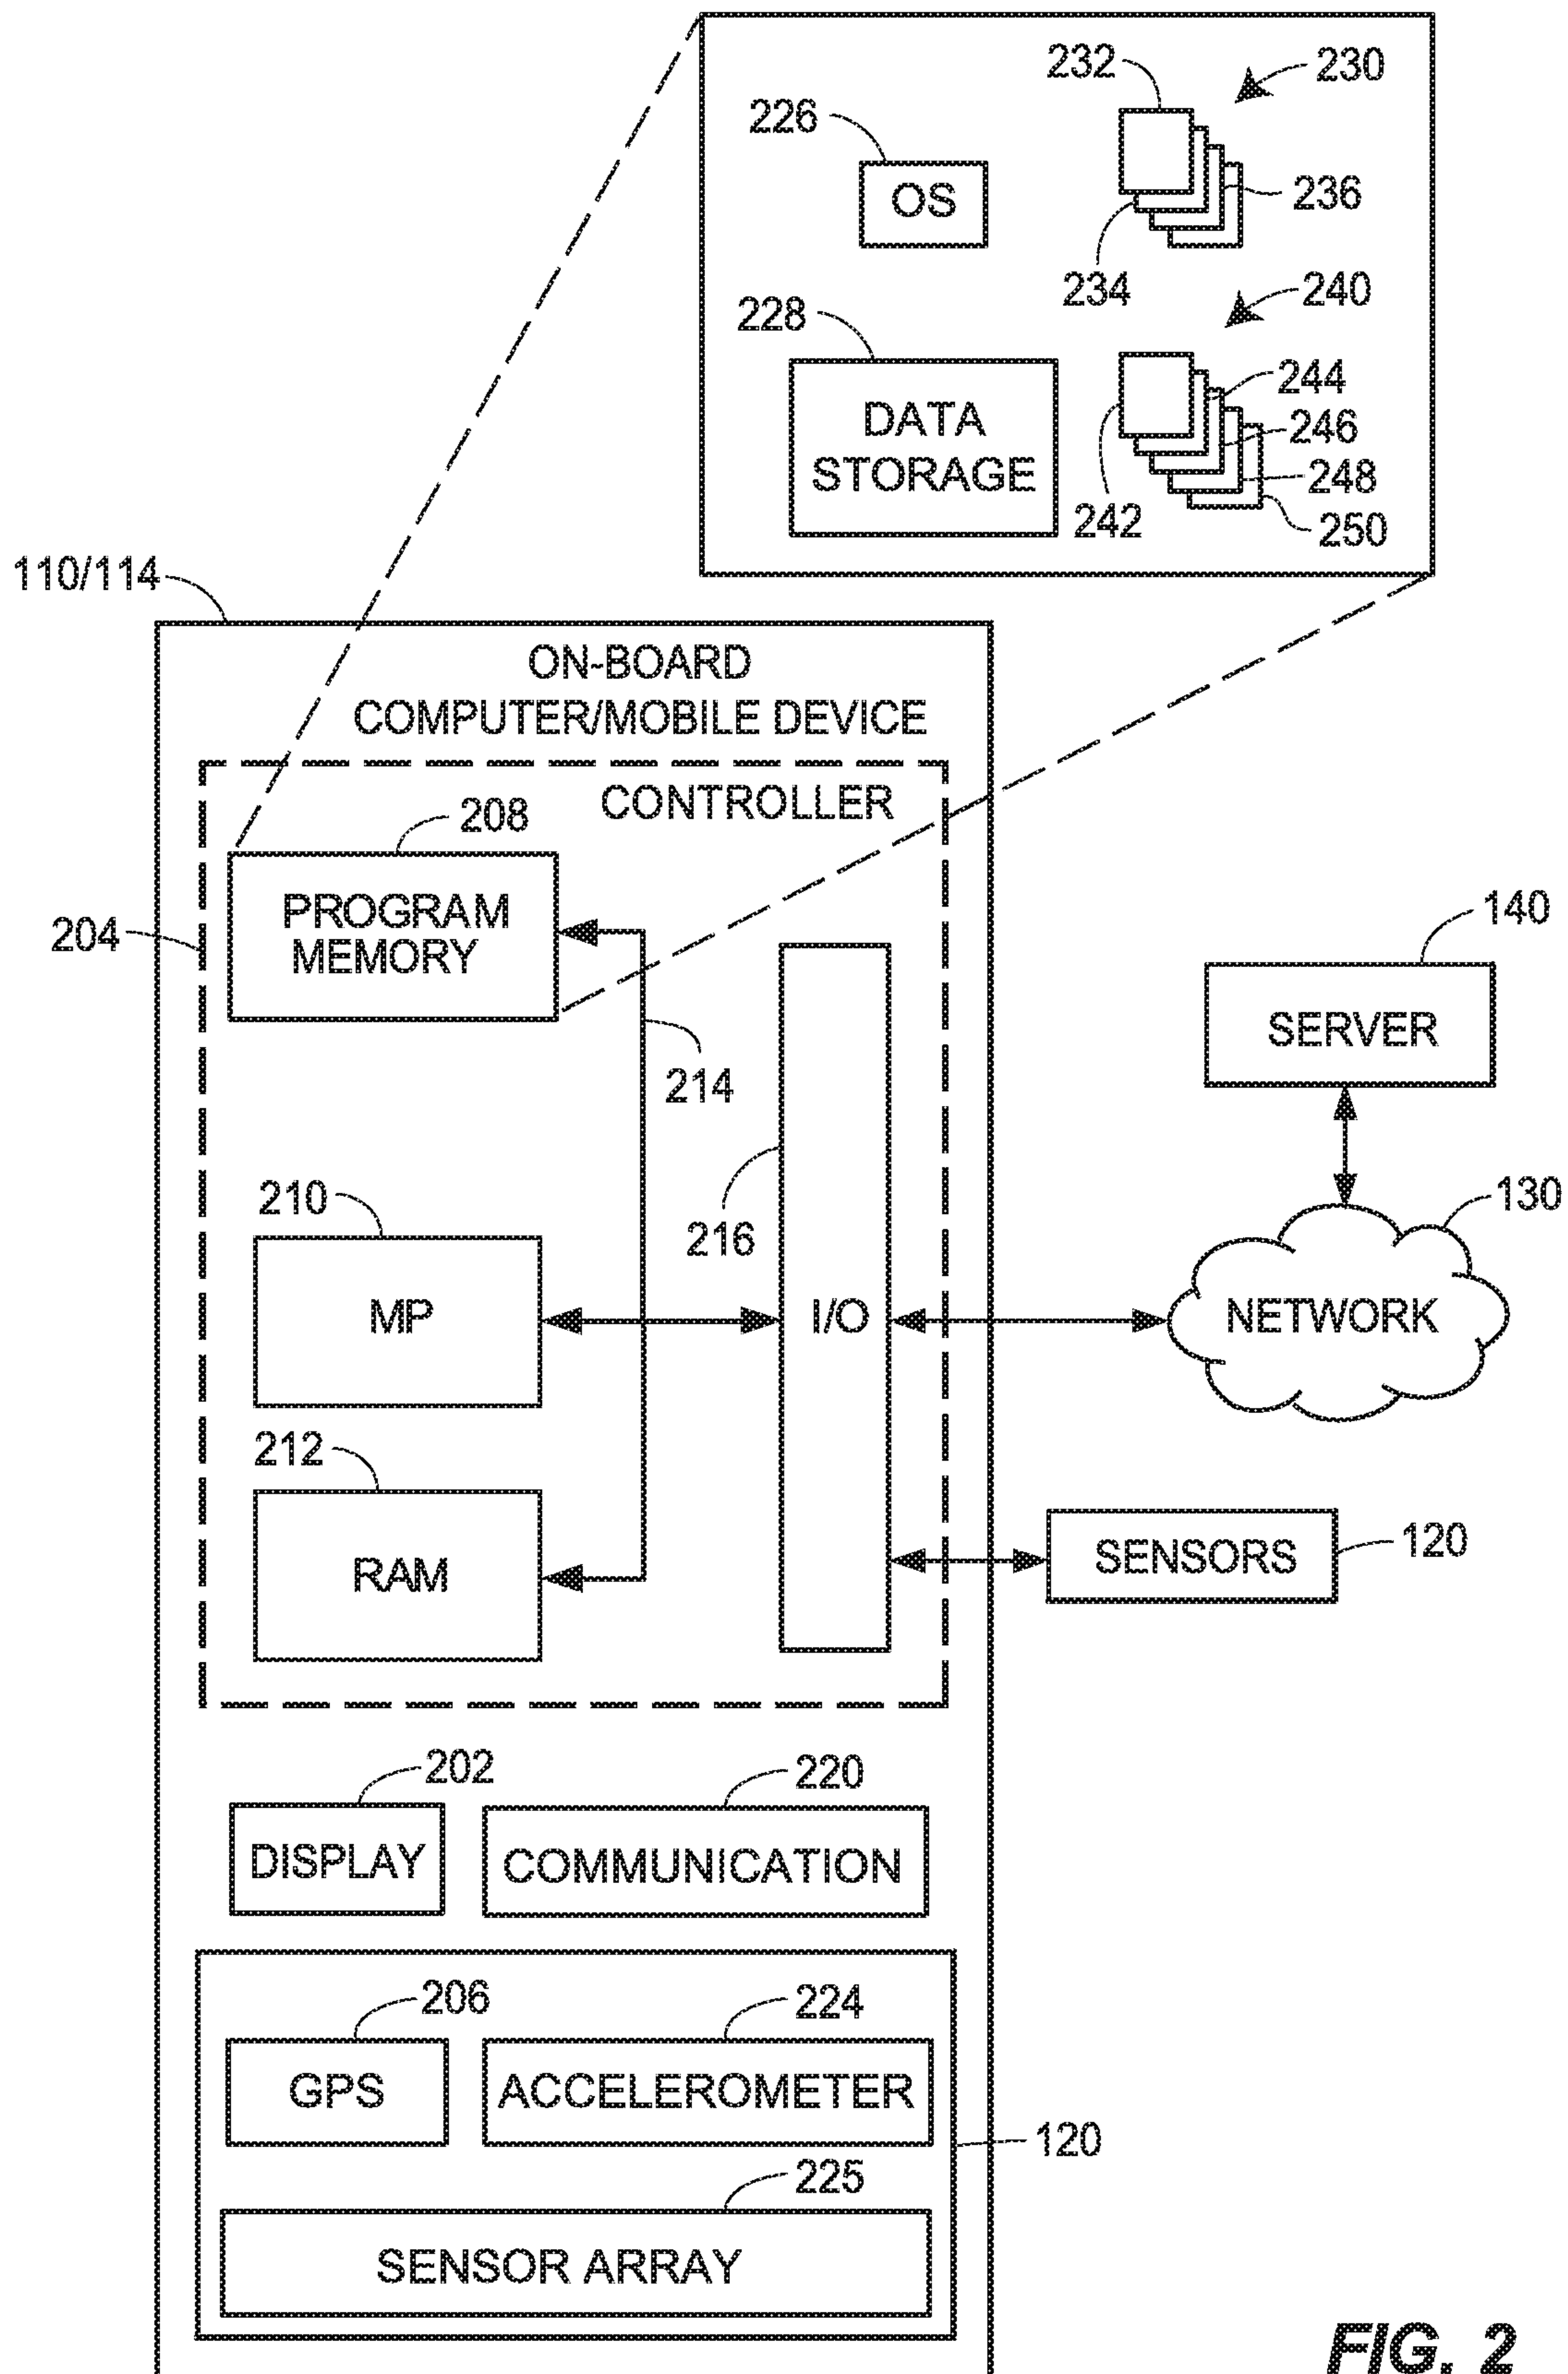 232
230
226
OS
236
234
240
228
244
DATA
STORAGE
246
248
242
250
110/114
ON-BOARD
COMPUTER/MOBILE DEVICE
CONTROLLER
208
PROGRAM
MEMORY
204
140
SERVER
214
210
216
130
MP
I/O
NETWORK
212
RAM
SENSORS
120
202
220
DISPLAY
COMMUNICATION
206
224
GPS
ACCELEROMETER
120
225
SENSOR ARRAY
FIG. 2